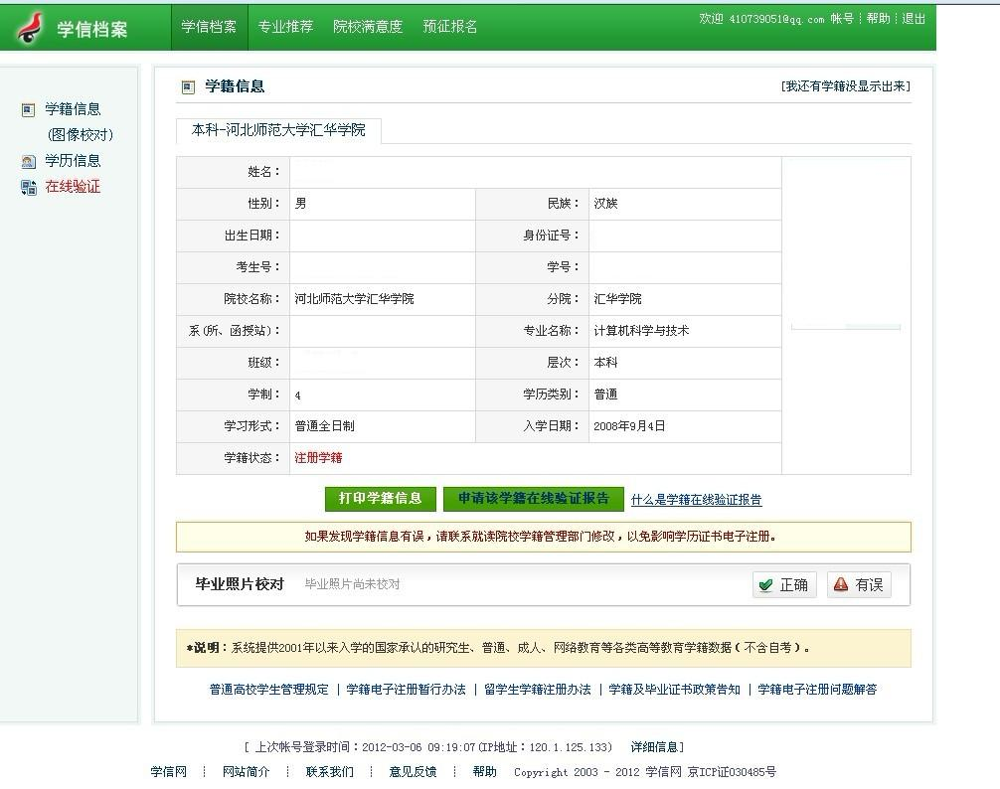 学信档案 学信档案 专业推荐 院校满意度 预征报名 欢迎 410739051@qq.com 帐号┊帮助┊退出
学籍信息
(图像校对)
学历信息
在线验证
学籍信息 [我还有学籍没显示出来]
本科-河北师范大学汇华学院
姓名：
性别： 男 民族： 汉族
出生日期： 身份证号：
考生号： 学号：
院校名称： 河北师范大学汇华学院 分院： 汇华学院
系(所、函授站)： 专业名称： 计算机科学与技术
班级： 层次： 本科
学制： 4 学历类别： 普通
学习形式： 普通全日制 入学日期： 2008年9月4日
学籍状态： 注册学籍
打印学籍信息 申请该学籍在线验证报告 什么是学籍在线验证报告
如果发现学籍信息有误，请联系就读院校学籍管理部门修改，以免影响学历证书电子注册。
毕业照片校对 毕业照片尚未校对 正确 有误
*说明：系统提供2001年以来入学的国家承认的研究生、普通、成人、网络教育等各类高等教育学籍数据（不含自考）。
普通高校学生管理规定 | 学籍电子注册暂行办法 | 留学生学籍注册办法 | 学籍及毕业证书政策告知 | 学籍电子注册问题解答
[ 上次帐号登录时间：2012-03-06 09:19:07(IP地址：120.1.125.133) 详细信息]
学信网 ┊ 网站简介 ┊ 联系我们 ┊ 意见反馈 ┊ 帮助 Copyright 2003 - 2012 学信网 京ICP证030485号